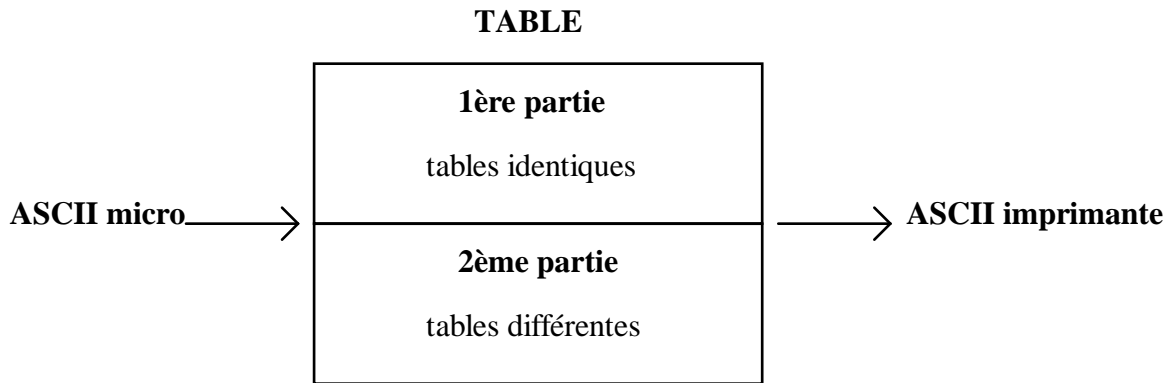 TABLE
1ère partie
tables identiques
ASCII micro
ASCII imprimante
2ème partie
tables différentes